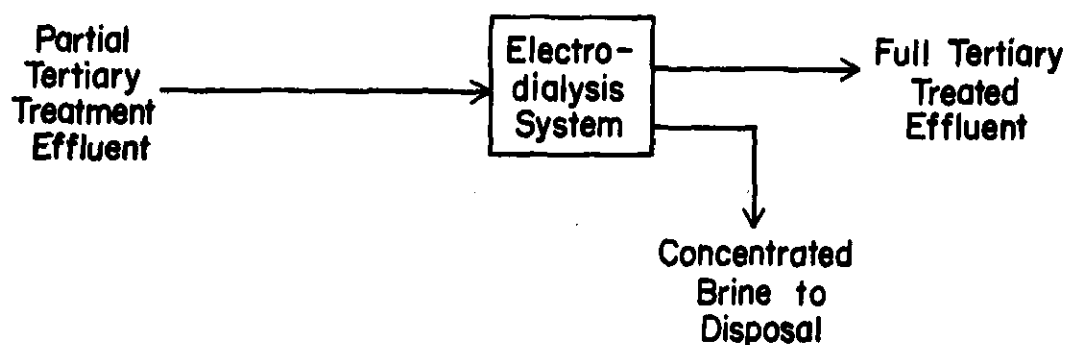 Partial
Tertiary
Treatment
Effluent
Electro-
dialysis
System
Full Tertiary
Treated
Effluent
Concentrated
Brine to
Disposal